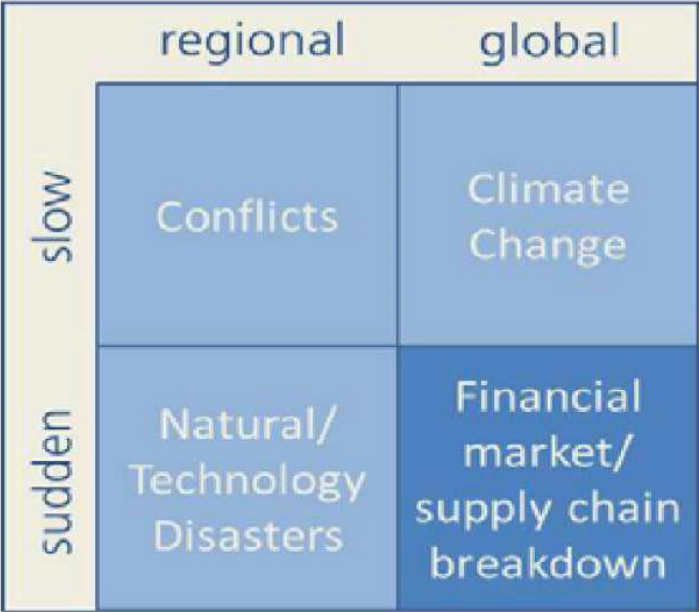 regional global
slow
Conflicts
Climate
Change
sudden
Natural/
Technology
Disasters
Financial
market/
supply chain
breakdown